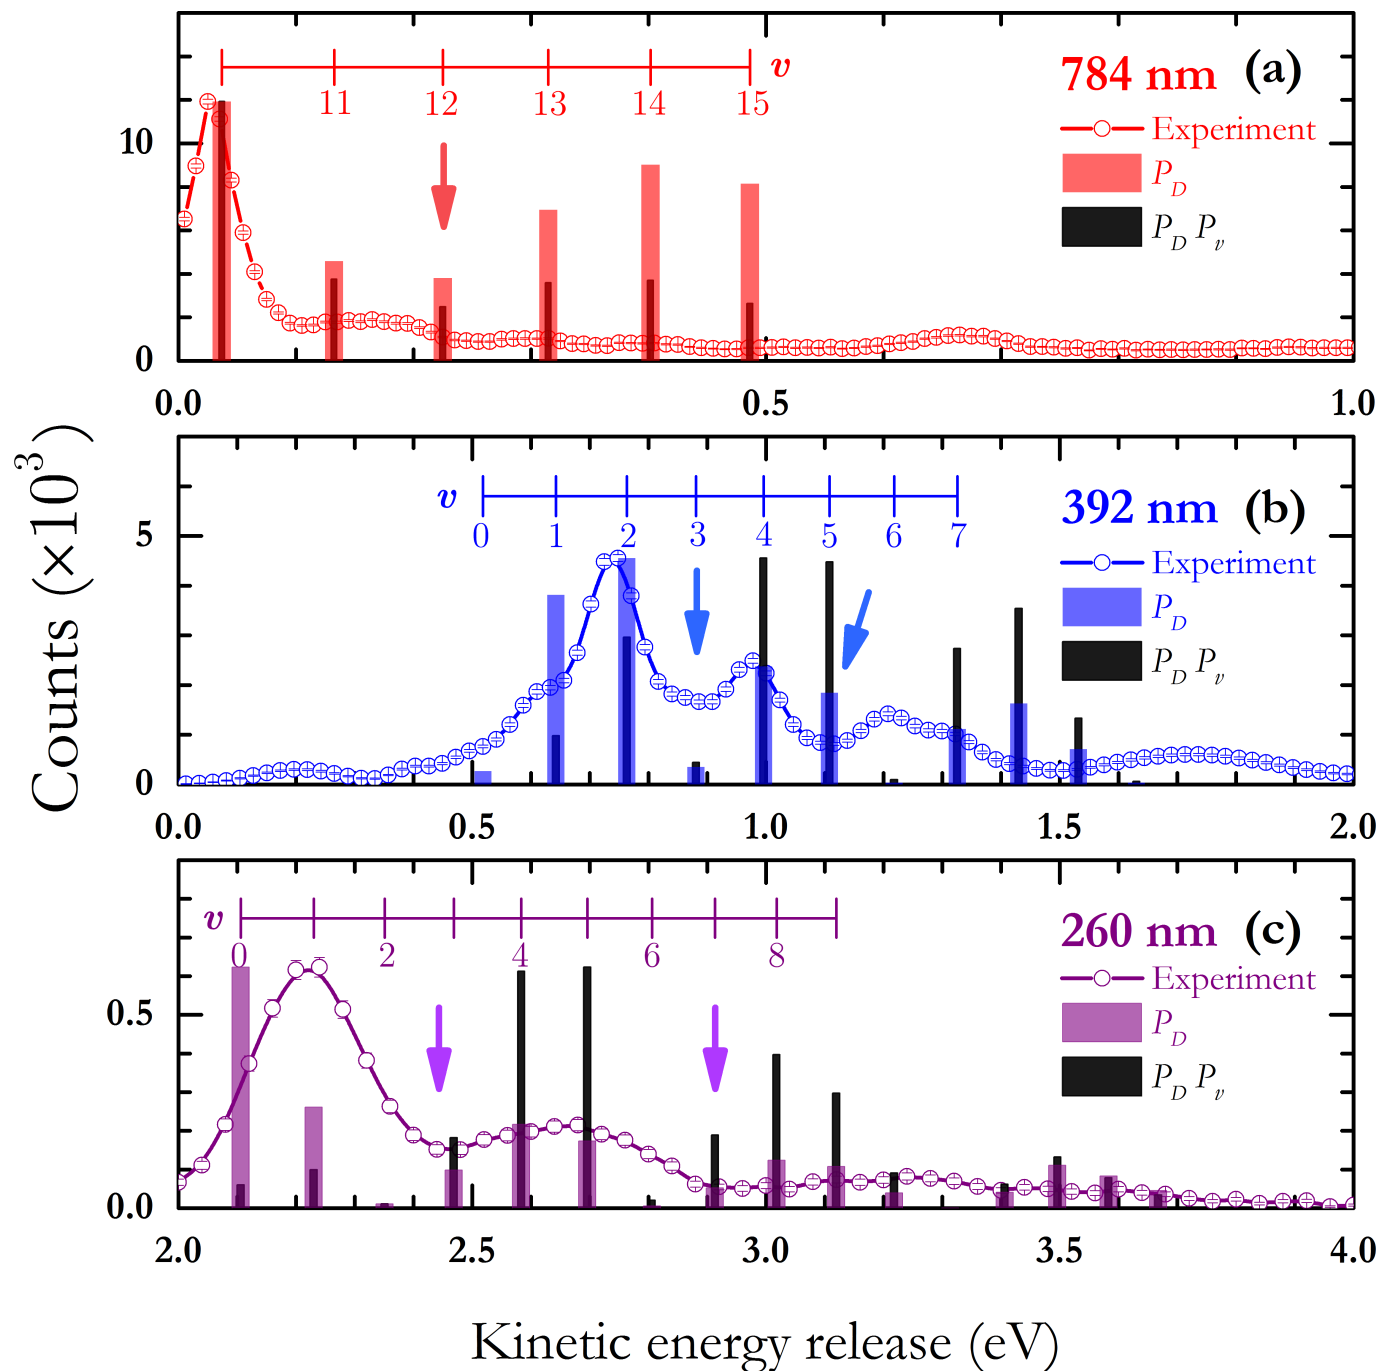 784 nm (a)
v
11 12 13 14 15
Experiment
P_D
P_D P_v
10
0
0.0 0.5 1.0
392 nm (b)
v
0 1 2 3 4 5 6 7
Experiment
P_D
P_D P_v
5
0
0.0 0.5 1.0 1.5 2.0
260 nm (c)
v
0 2 4 6 8
Experiment
P_D
P_D P_v
0.5
0.0
2.0 2.5 3.0 3.5 4.0
Counts (×10³)
Kinetic energy release (eV)